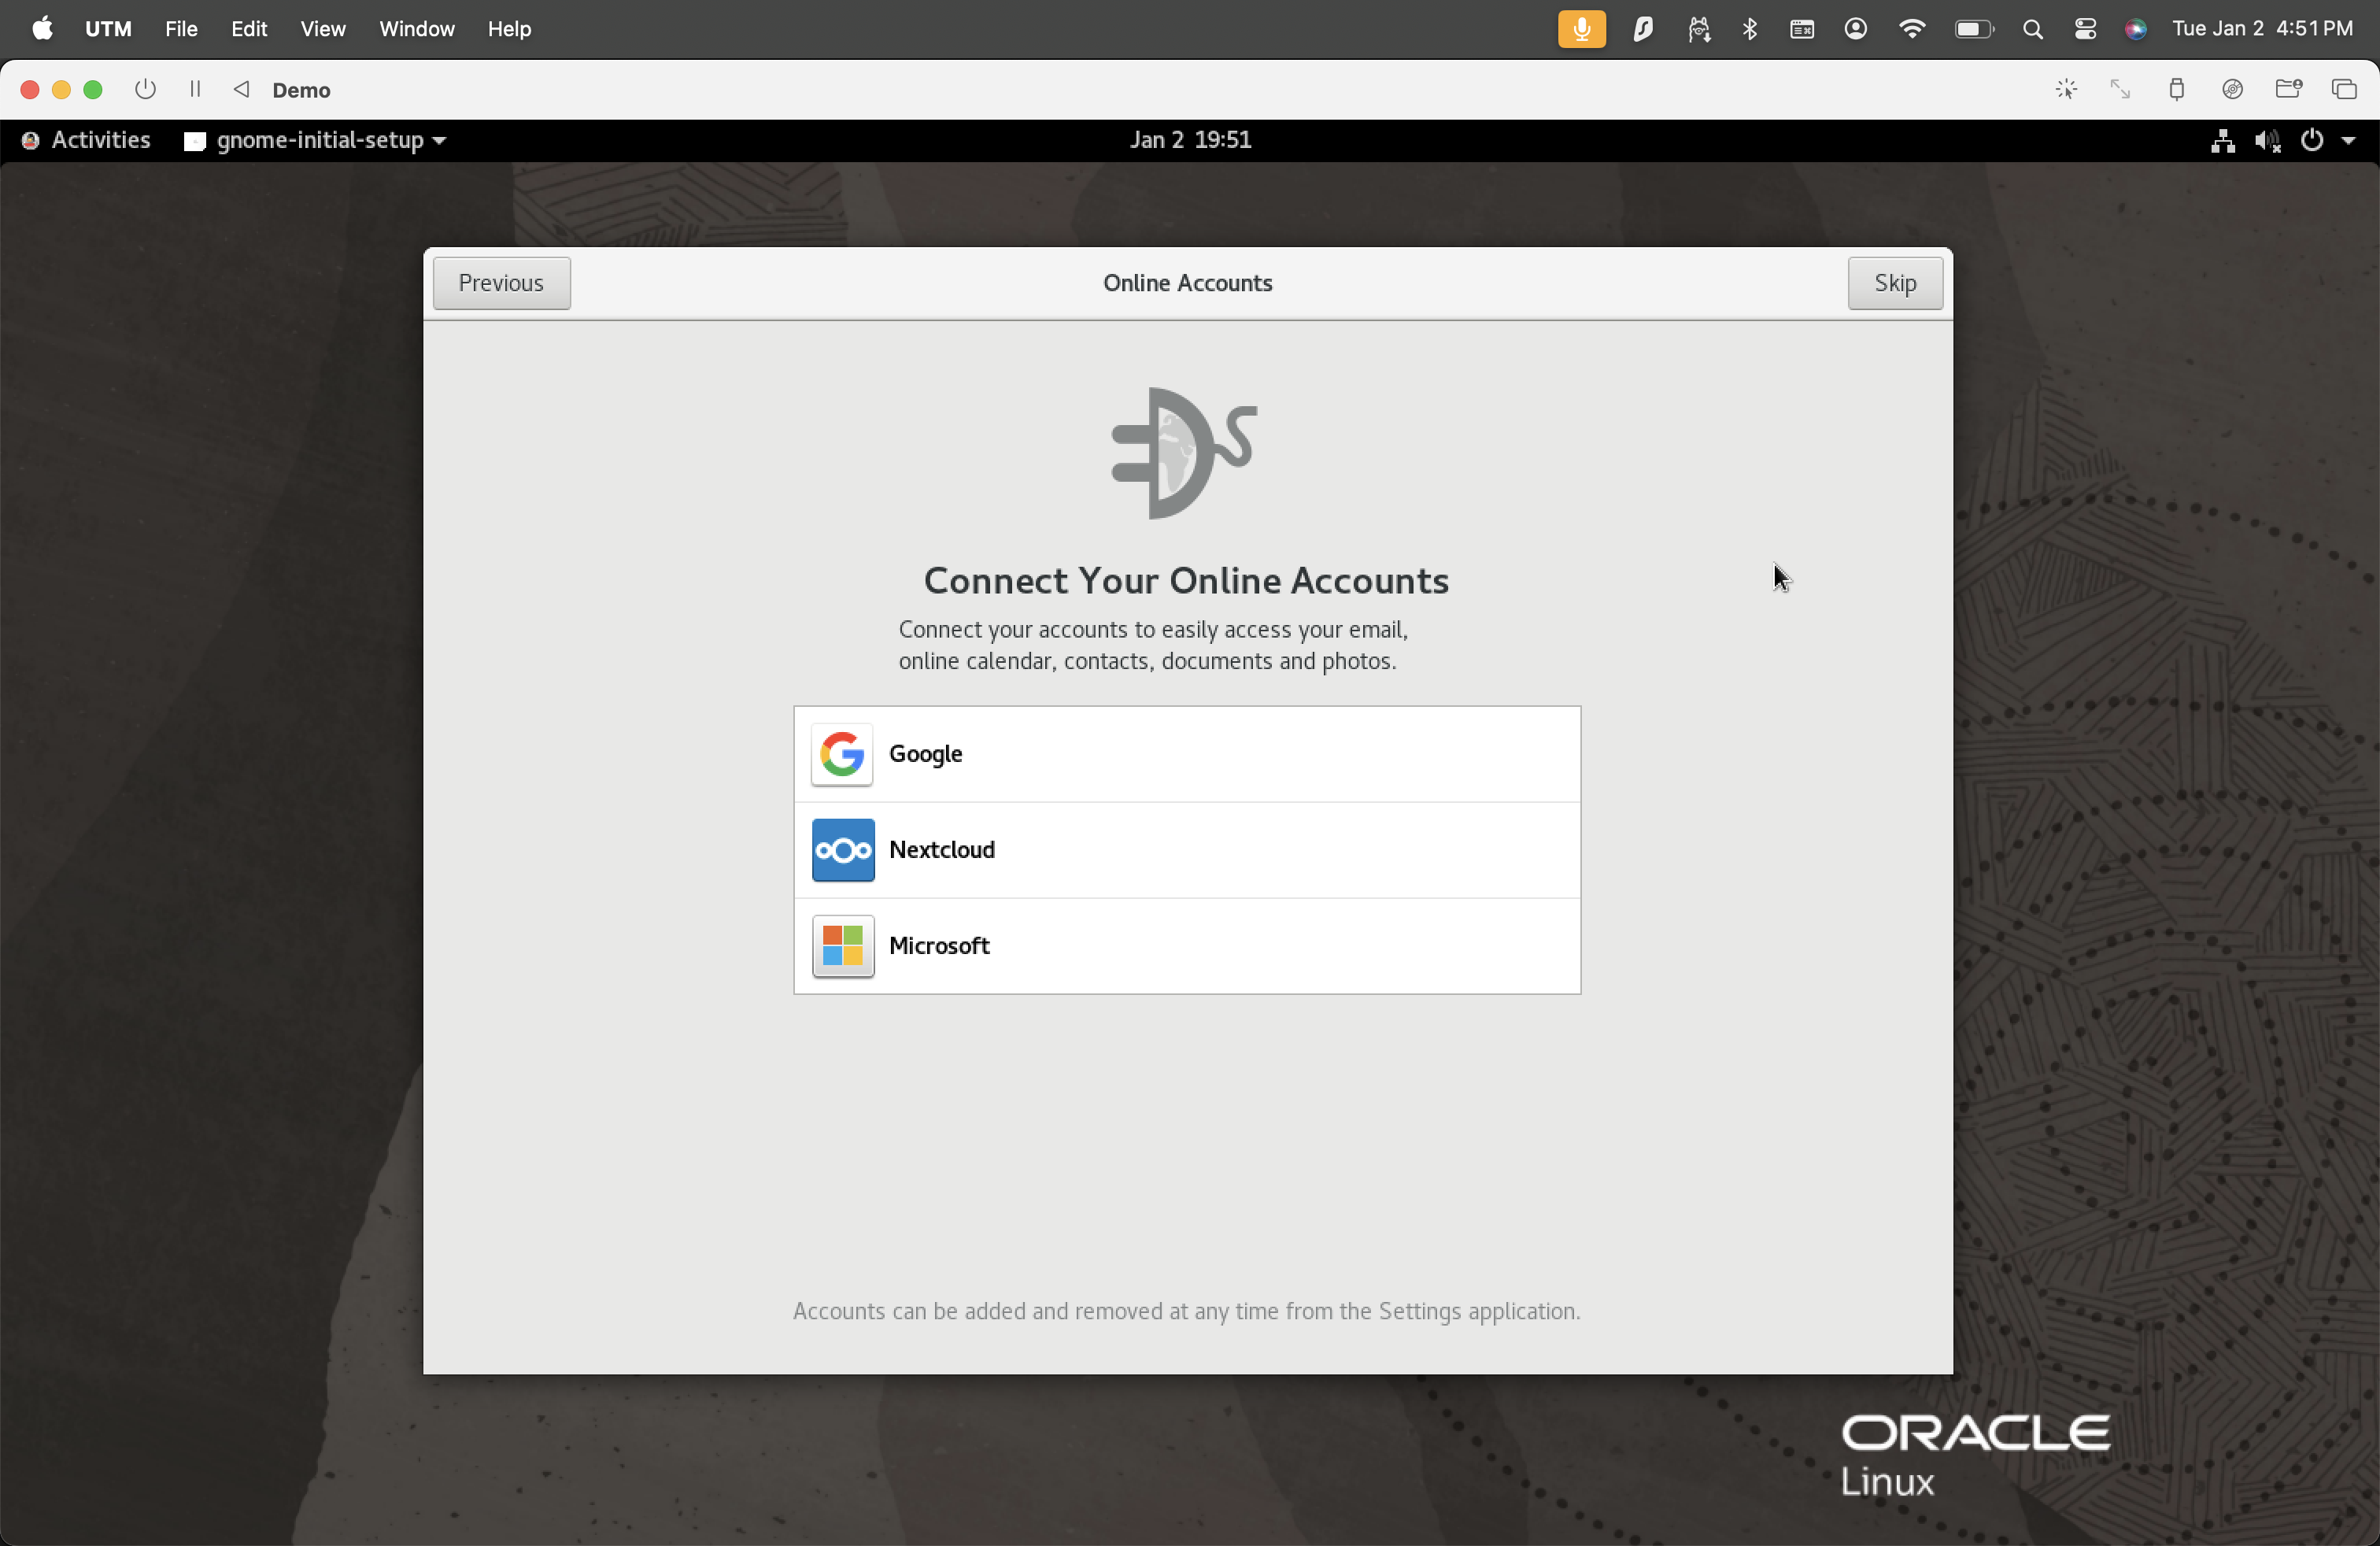 UTM File Edit View Window Help Tue Jan 2 4:51 PM
Demo
Activities gnome-initial-setup Jan 2 19:51
Previous Online Accounts Skip
Connect Your Online Accounts
Connect your accounts to easily access your email,
online calendar, contacts, documents and photos.
Google
Nextcloud
Microsoft
Accounts can be added and removed at any time from the Settings application.
ORACLE
Linux